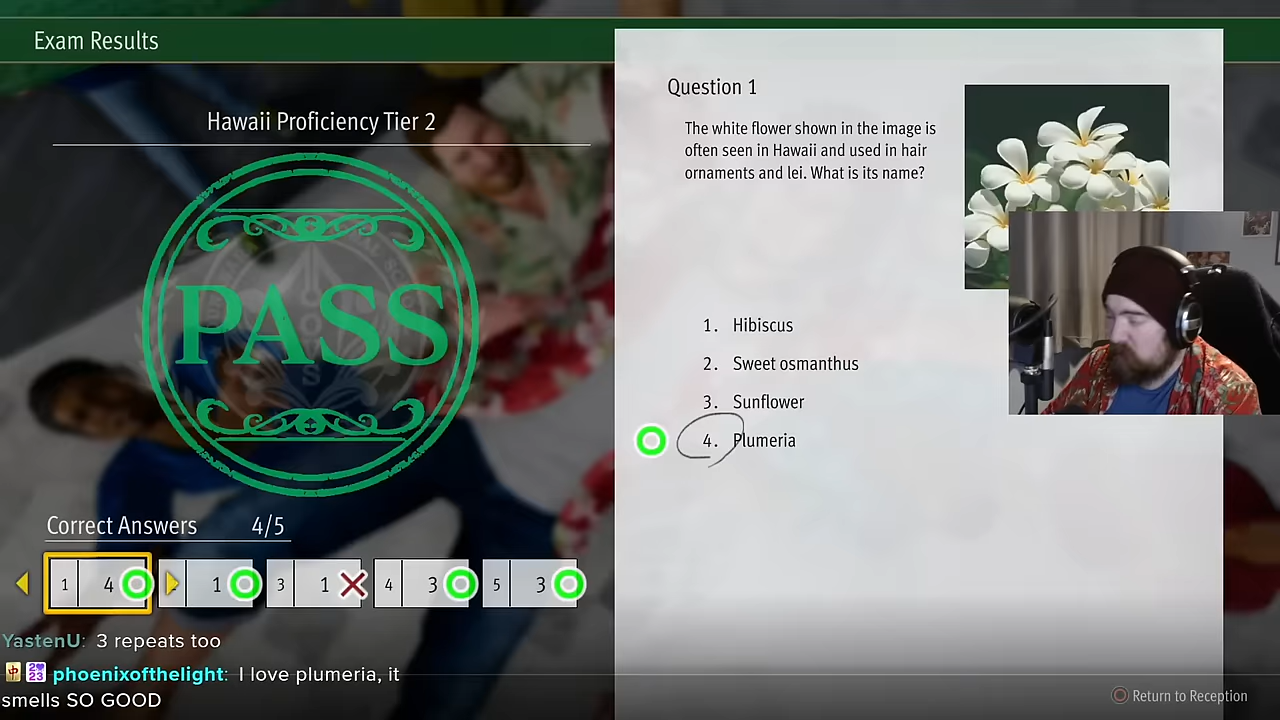 Exam Results
Hawaii Proficiency Tier 2
PASS
Correct Answers 4/5
1 4
1
3 1
4 3
5 3
YastenU: 3 repeats too
phoenixofthelight: I love plumeria, it
smells SO GOOD
Question 1
The white flower shown in the image is
often seen in Hawaii and used in hair
ornaments and lei. What is its name?
1. Hibiscus
2. Sweet osmanthus
3. Sunflower
4. Plumeria
Return to Reception